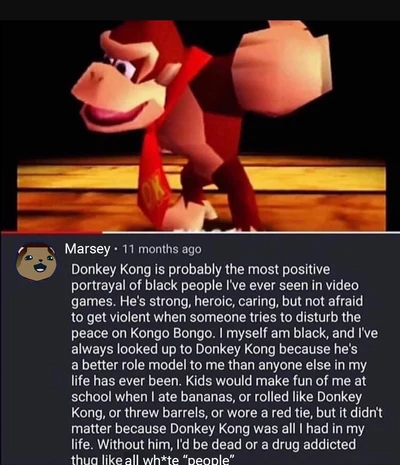 DK
Marsey • 11 months ago
Donkey Kong is probably the most positive
portrayal of black people I've ever seen in video
games. He's strong, heroic, caring, but not afraid
to get violent when someone tries to disturb the
peace on Kongo Bongo. I myself am black, and I've
always looked up to Donkey Kong because he's
a better role model to me than anyone else in my
life has ever been. Kids would make fun of me at
school when I ate bananas, or rolled like Donkey
Kong, or threw barrels, or wore a red tie, but it didn't
matter because Donkey Kong was all I had in my
life. Without him, I'd be dead or a drug addicted
thug like all wh*te "people"